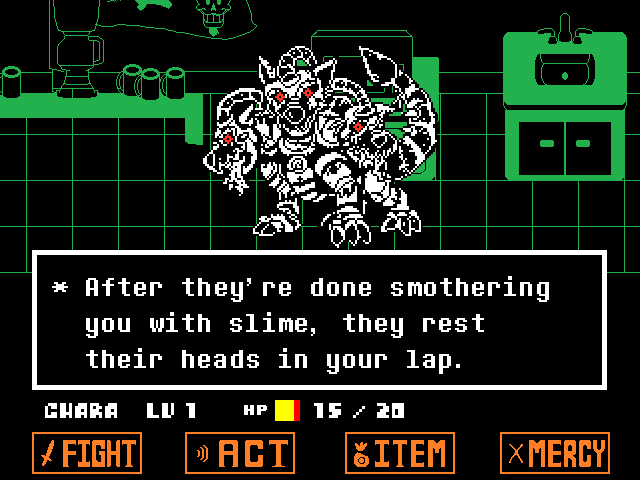 * After they're done smothering
you with slime, they rest
their heads in your lap.
CHARA LV 1 HP 15 / 20
FIGHT ACT ITEM MERCY